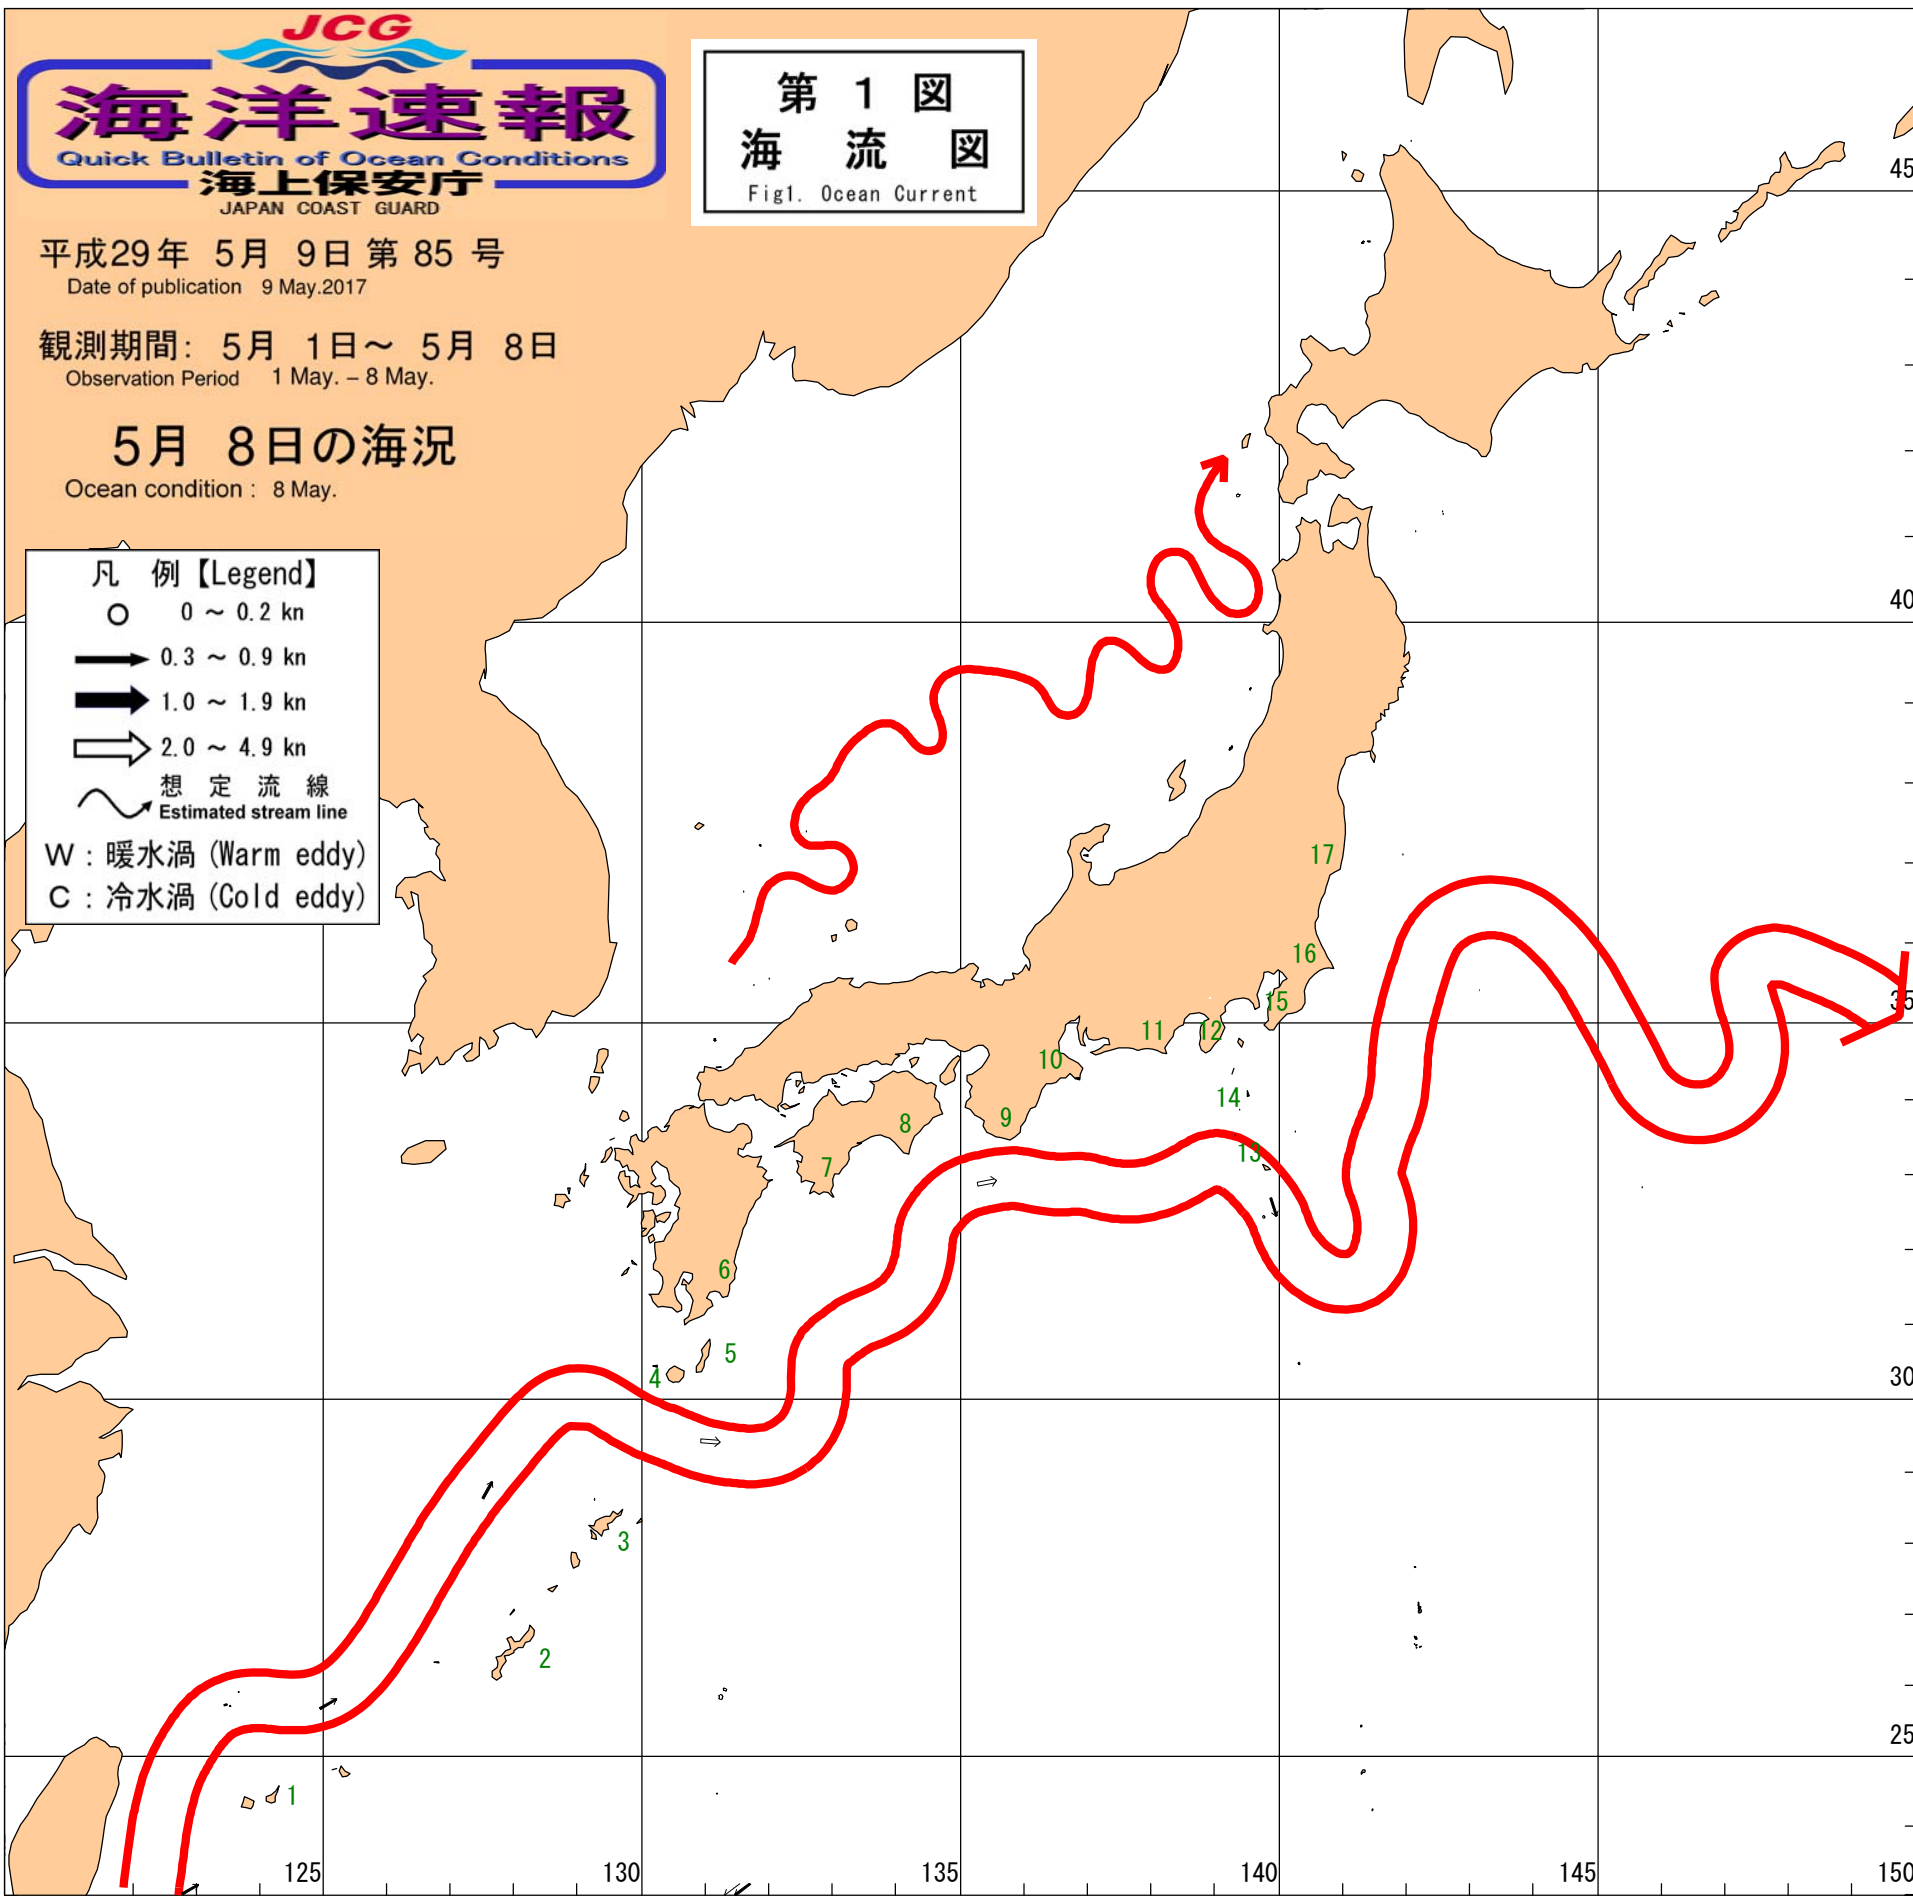 JCG
海洋速報
Quick Bulletin of Ocean Conditions
海上保安庁
JAPAN COAST GUARD
第 1 図
海 流 図
Fig1. Ocean Current
平成29年 5月 9日 第 85 号
Date of publication 9 May.2017
観測期間: 5月 1日～ 5月 8日
Observation Period 1 May. – 8 May.
5月 8日の海況
Ocean condition : 8 May.
凡 例【Legend】
0 ～ 0.2 kn
0.3 ～ 0.9 kn
1.0 ～ 1.9 kn
2.0 ～ 4.9 kn
想 定 流 線
Estimated stream line
W : 暖水渦 (Warm eddy)
C : 冷水渦 (Cold eddy)
45
40
17
16
35
15
12
11
10
14
9
8
13
7
6
5
4
30
3
2
25
1
125
130
135
140
145
150